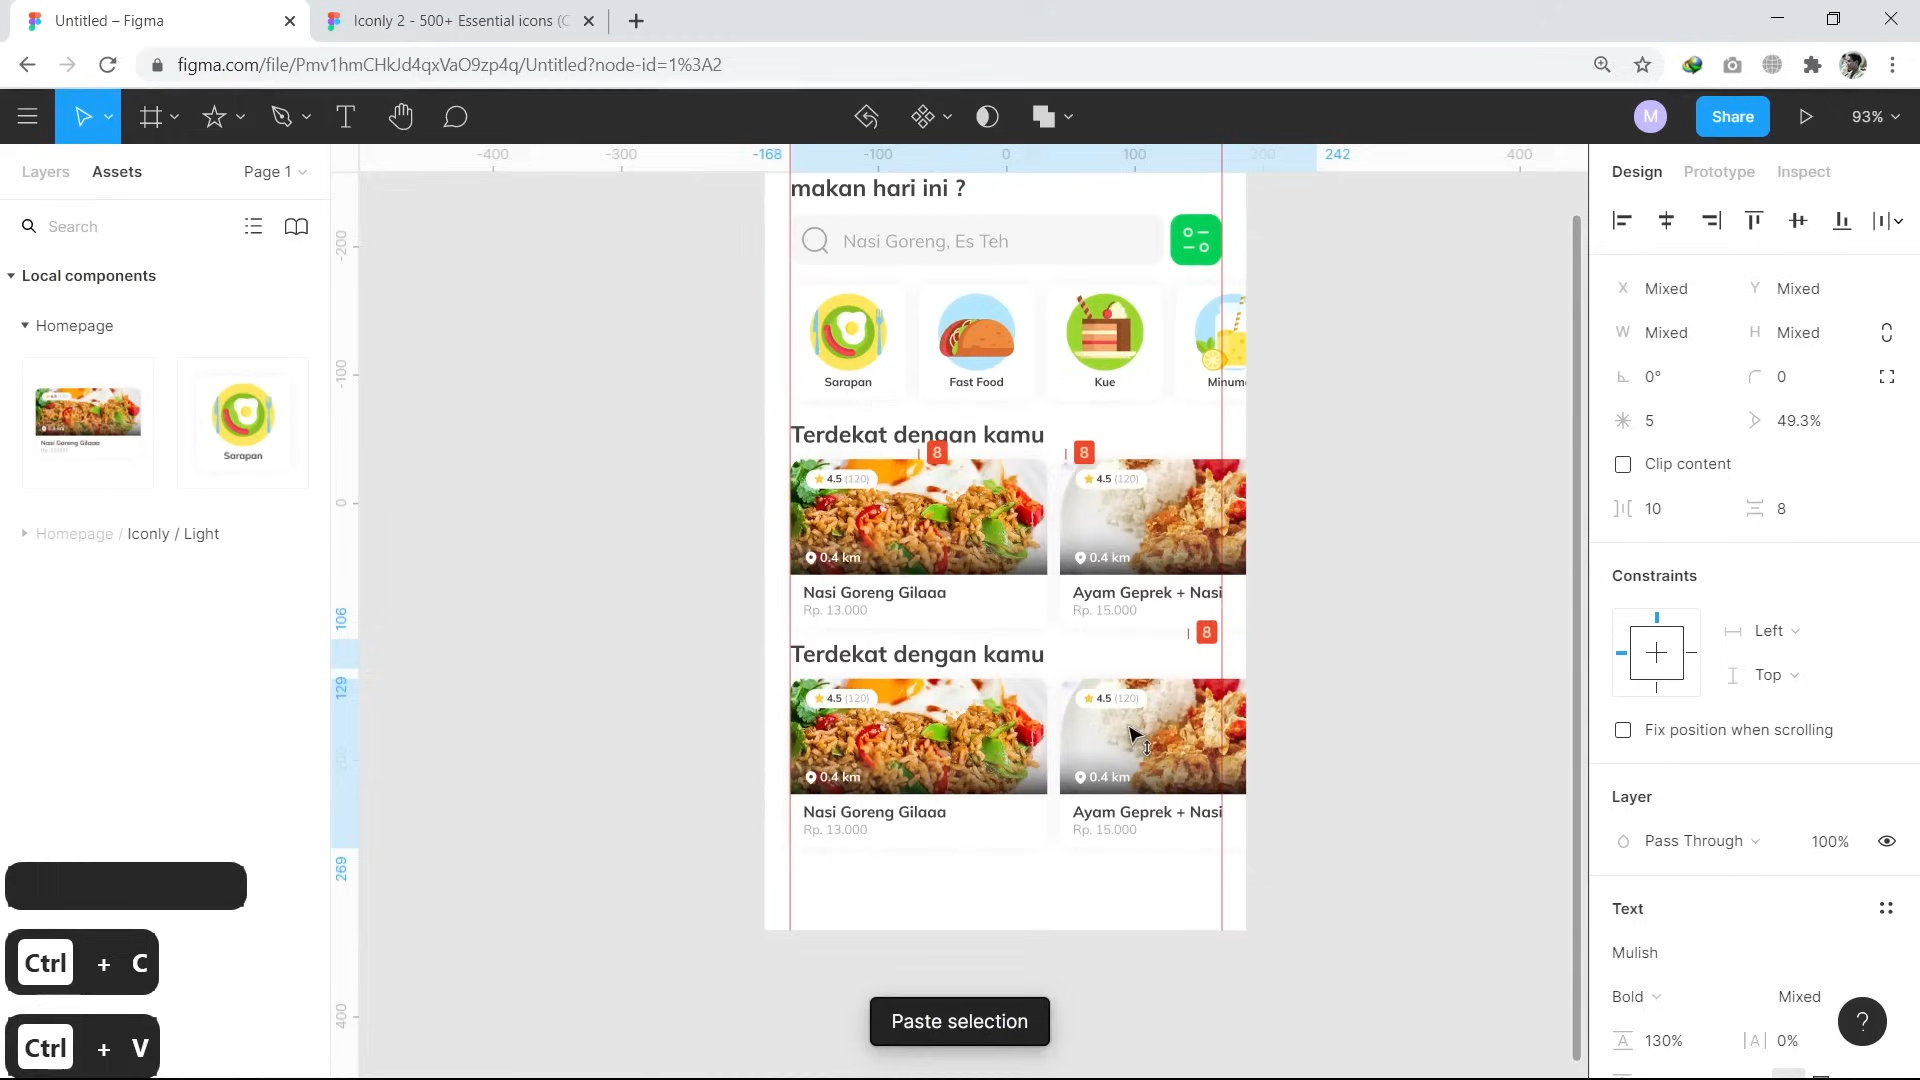 Untitled – Figma
Iconly 2 - 500+ Essential icons (C
figma.com/file/Pmv1hmCHkJd4qxVaO9zp4q/Untitled?node-id=1%3A2
M
Share
93%
Layers
Assets
Page 1
-400
-300
-168
-100
0
100
200
242
400
Design
Prototype
Inspect
Search
Local components
Homepage
Sarapan
Nasi Goreng Gilaaa
Homepage / Iconly / Light
-200
-100
0
106
129
269
400
makan hari ini ?
Nasi Goreng, Es Teh
Sarapan
Fast Food
Kue
Minum
Terdekat dengan kamu
8
8
4.5 (120)
4.5 (120)
0.4 km
0.4 km
Nasi Goreng Gilaaa
Ayam Geprek + Nasi
Rp. 13.000
Rp. 15.000
8
Terdekat dengan kamu
4.5 (120)
4.5 (120)
0.4 km
0.4 km
Nasi Goreng Gilaaa
Ayam Geprek + Nasi
Rp. 13.000
Rp. 15.000
X Mixed
Y Mixed
W Mixed
H Mixed
0°
0
5
49.3%
Clip content
10
8
Constraints
Left
Top
Fix position when scrolling
Layer
Pass Through
100%
Text
Mulish
Bold
Mixed
130%
0%
?
Ctrl + C
Ctrl + V
Paste selection